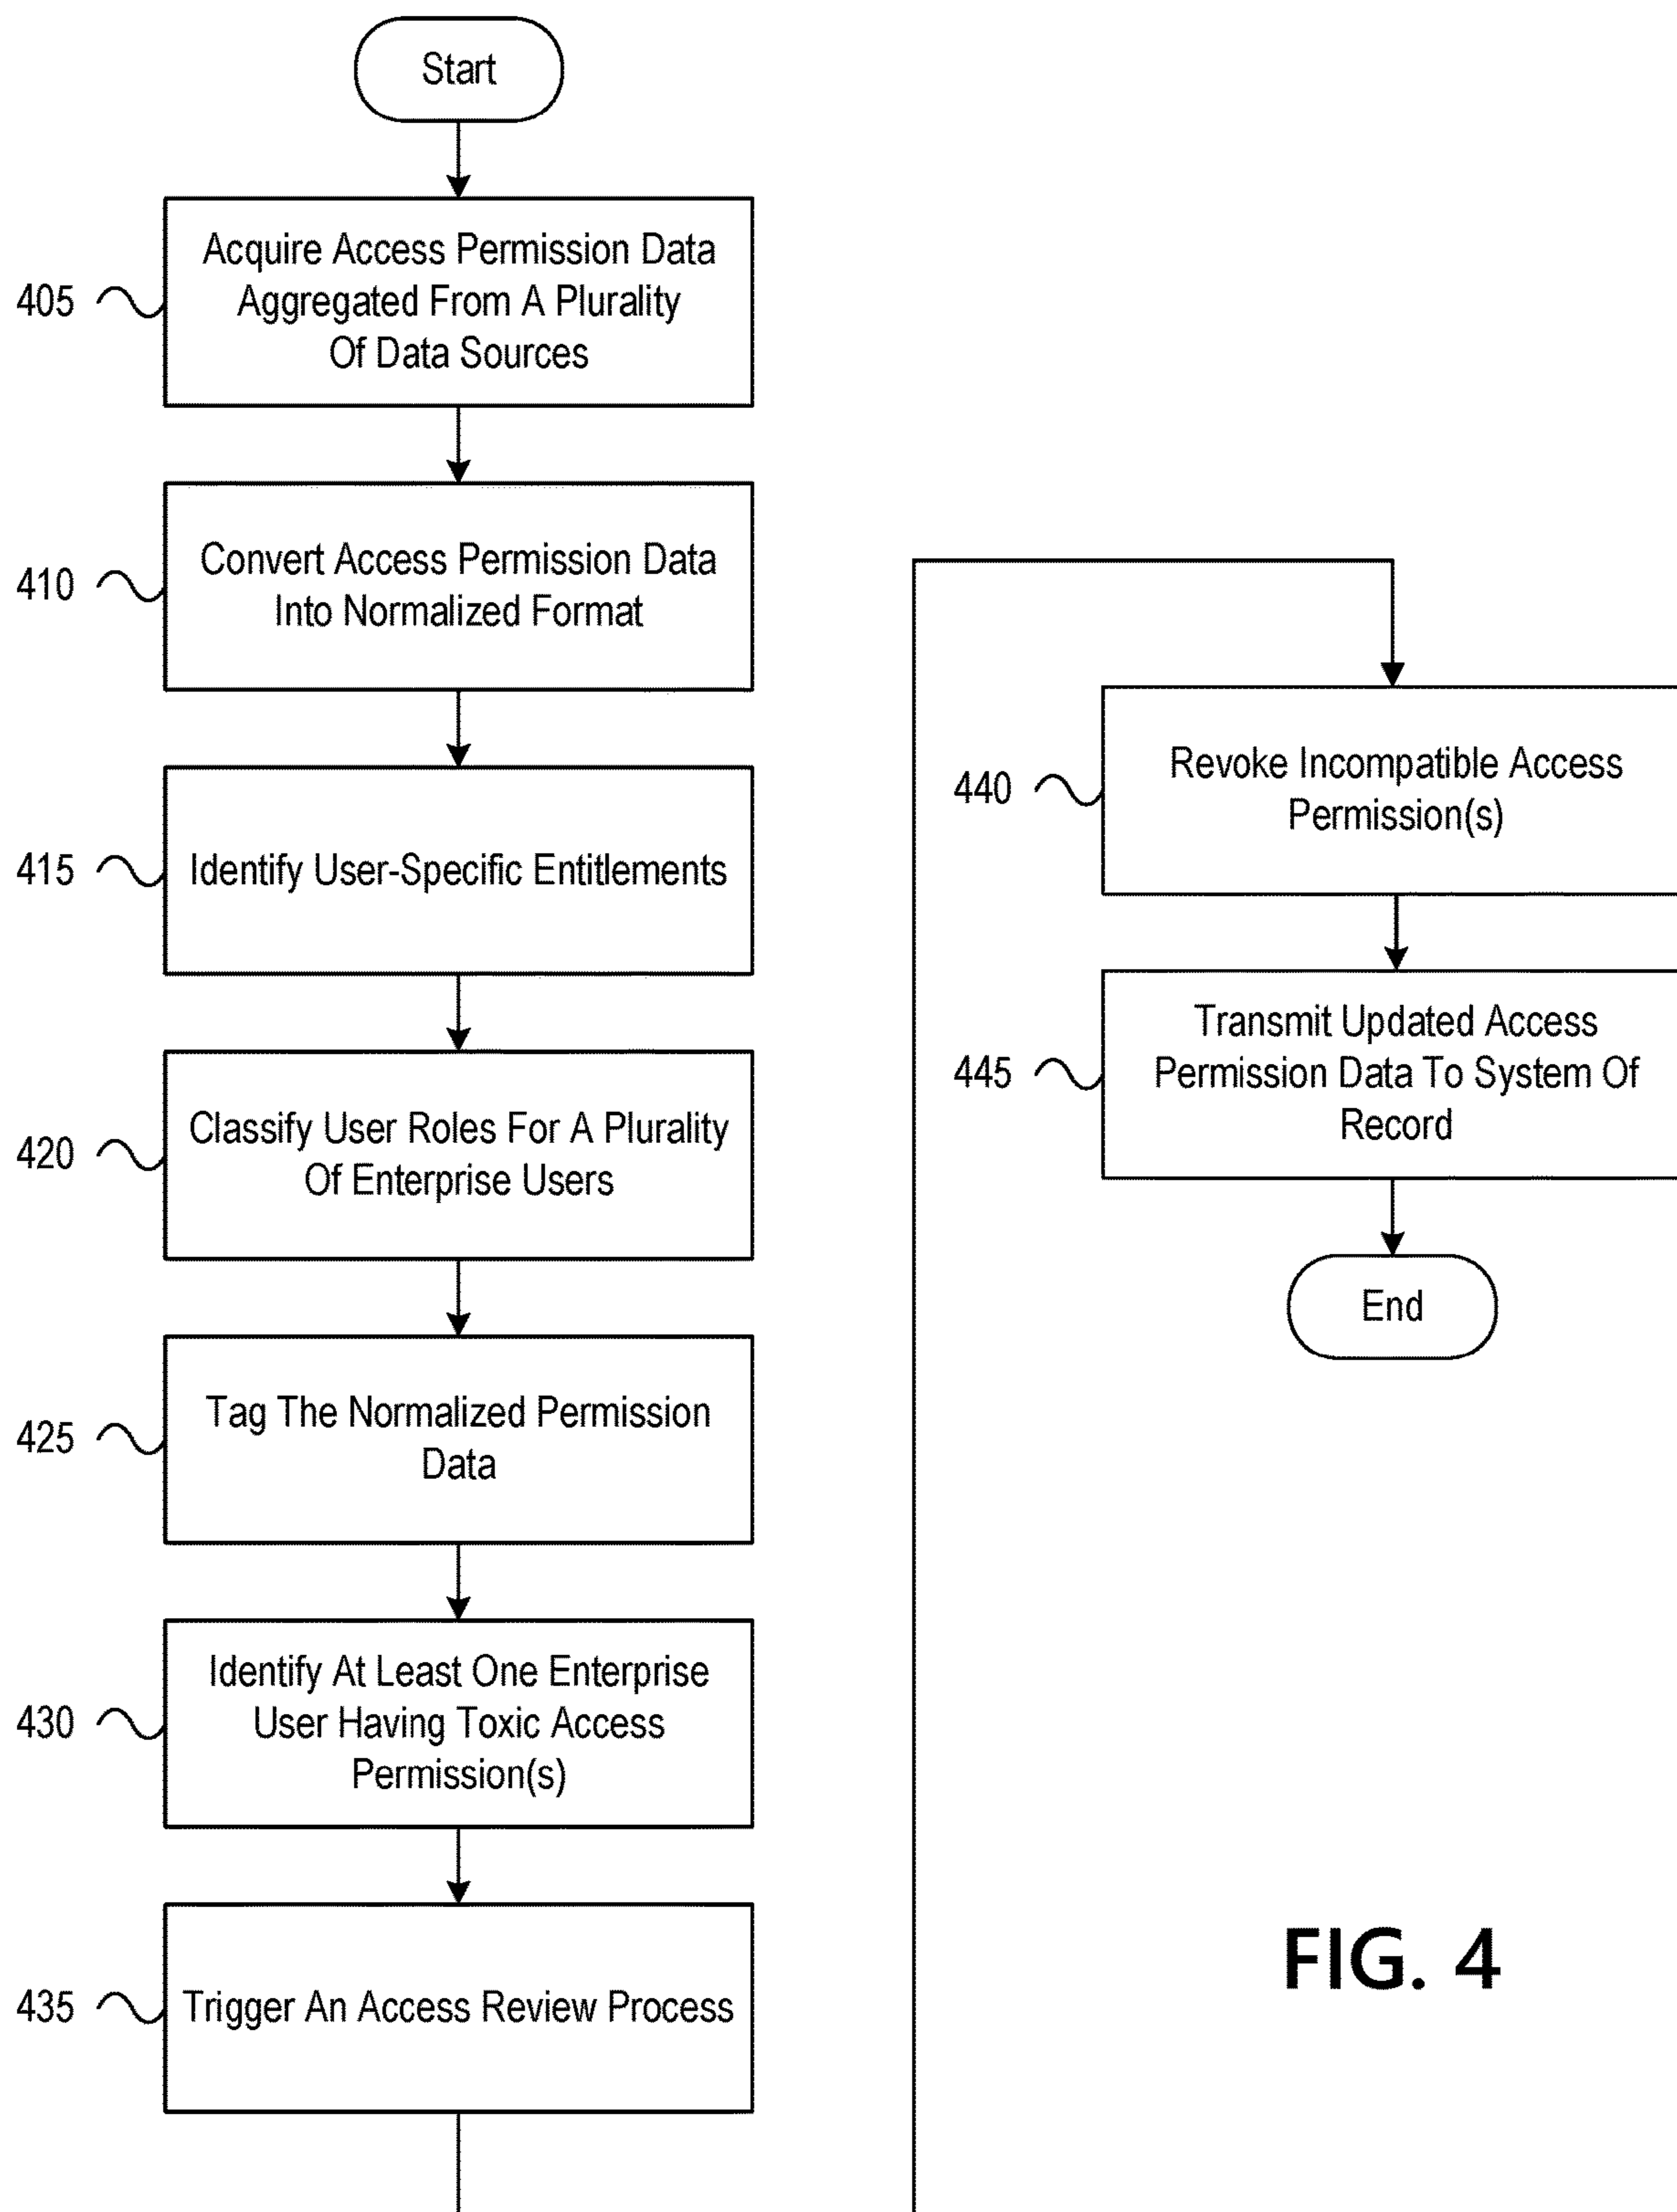 Start
405
Acquire Access Permission Data
Aggregated From A Plurality
Of Data Sources
410
Convert Access Permission Data
Into Normalized Format
415
Identify User-Specific Entitlements
420
Classify User Roles For A Plurality
Of Enterprise Users
425
Tag The Normalized Permission
Data
430
Identify At Least One Enterprise
User Having Toxic Access
Permission(s)
435
Trigger An Access Review Process
440
Revoke Incompatible Access
Permission(s)
445
Transmit Updated Access
Permission Data To System Of
Record
End
FIG. 4